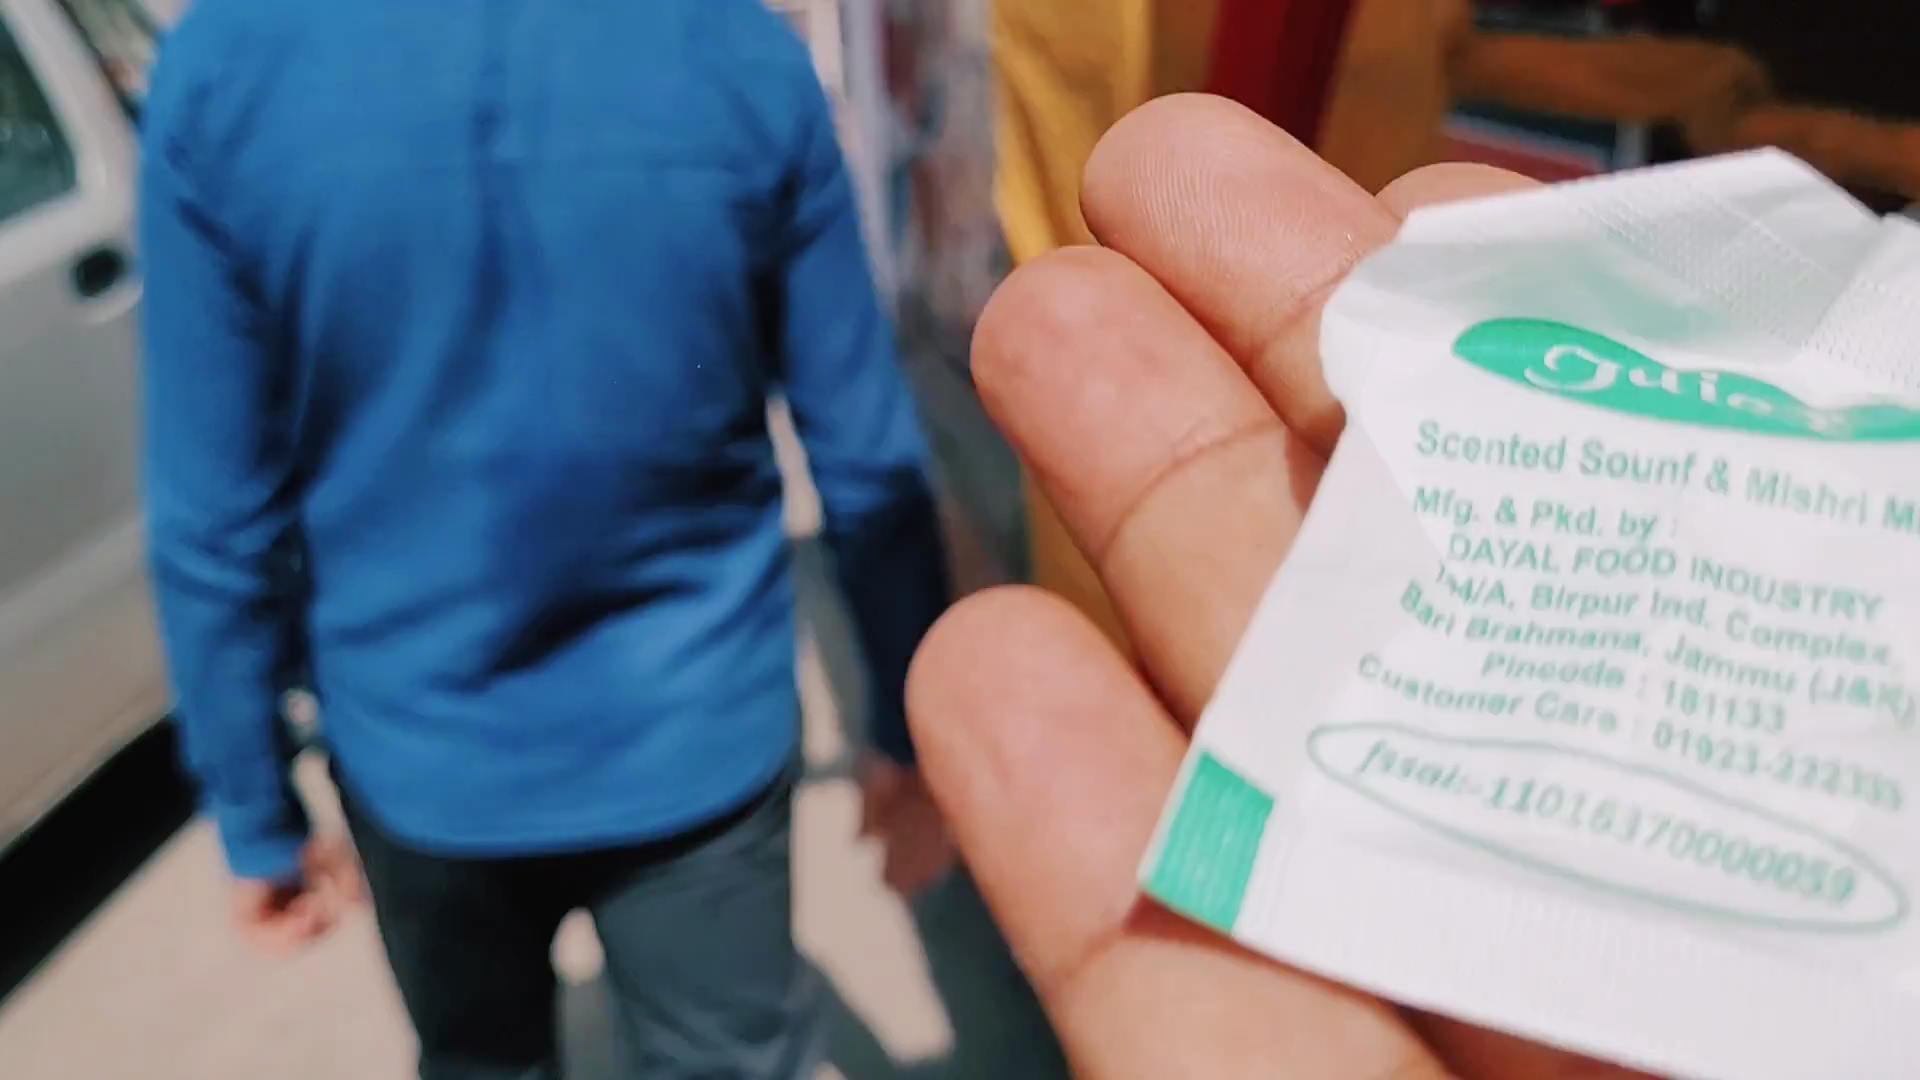 Scented Sounf & Mishri
Mfg. & Pkd. by :
DAYAL FOOD INDUSTRY
Birpur Ind. Complex,
Bari Brahmana, Jammu (J&K)
Pincode : 181133
Customer Care :
fssai:-11016370000059